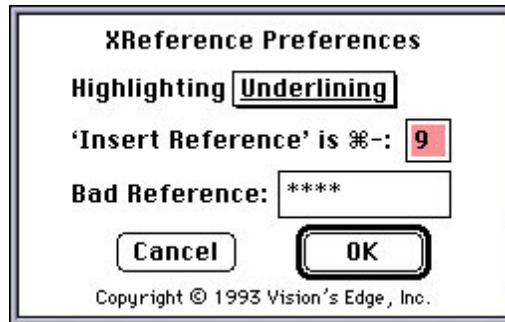 XReference Preferences
Highlighting Underlining
‘Insert Reference’ is ⌘-: 9
Bad Reference: ****
Cancel OK
Copyright © 1993 Vision's Edge, Inc.